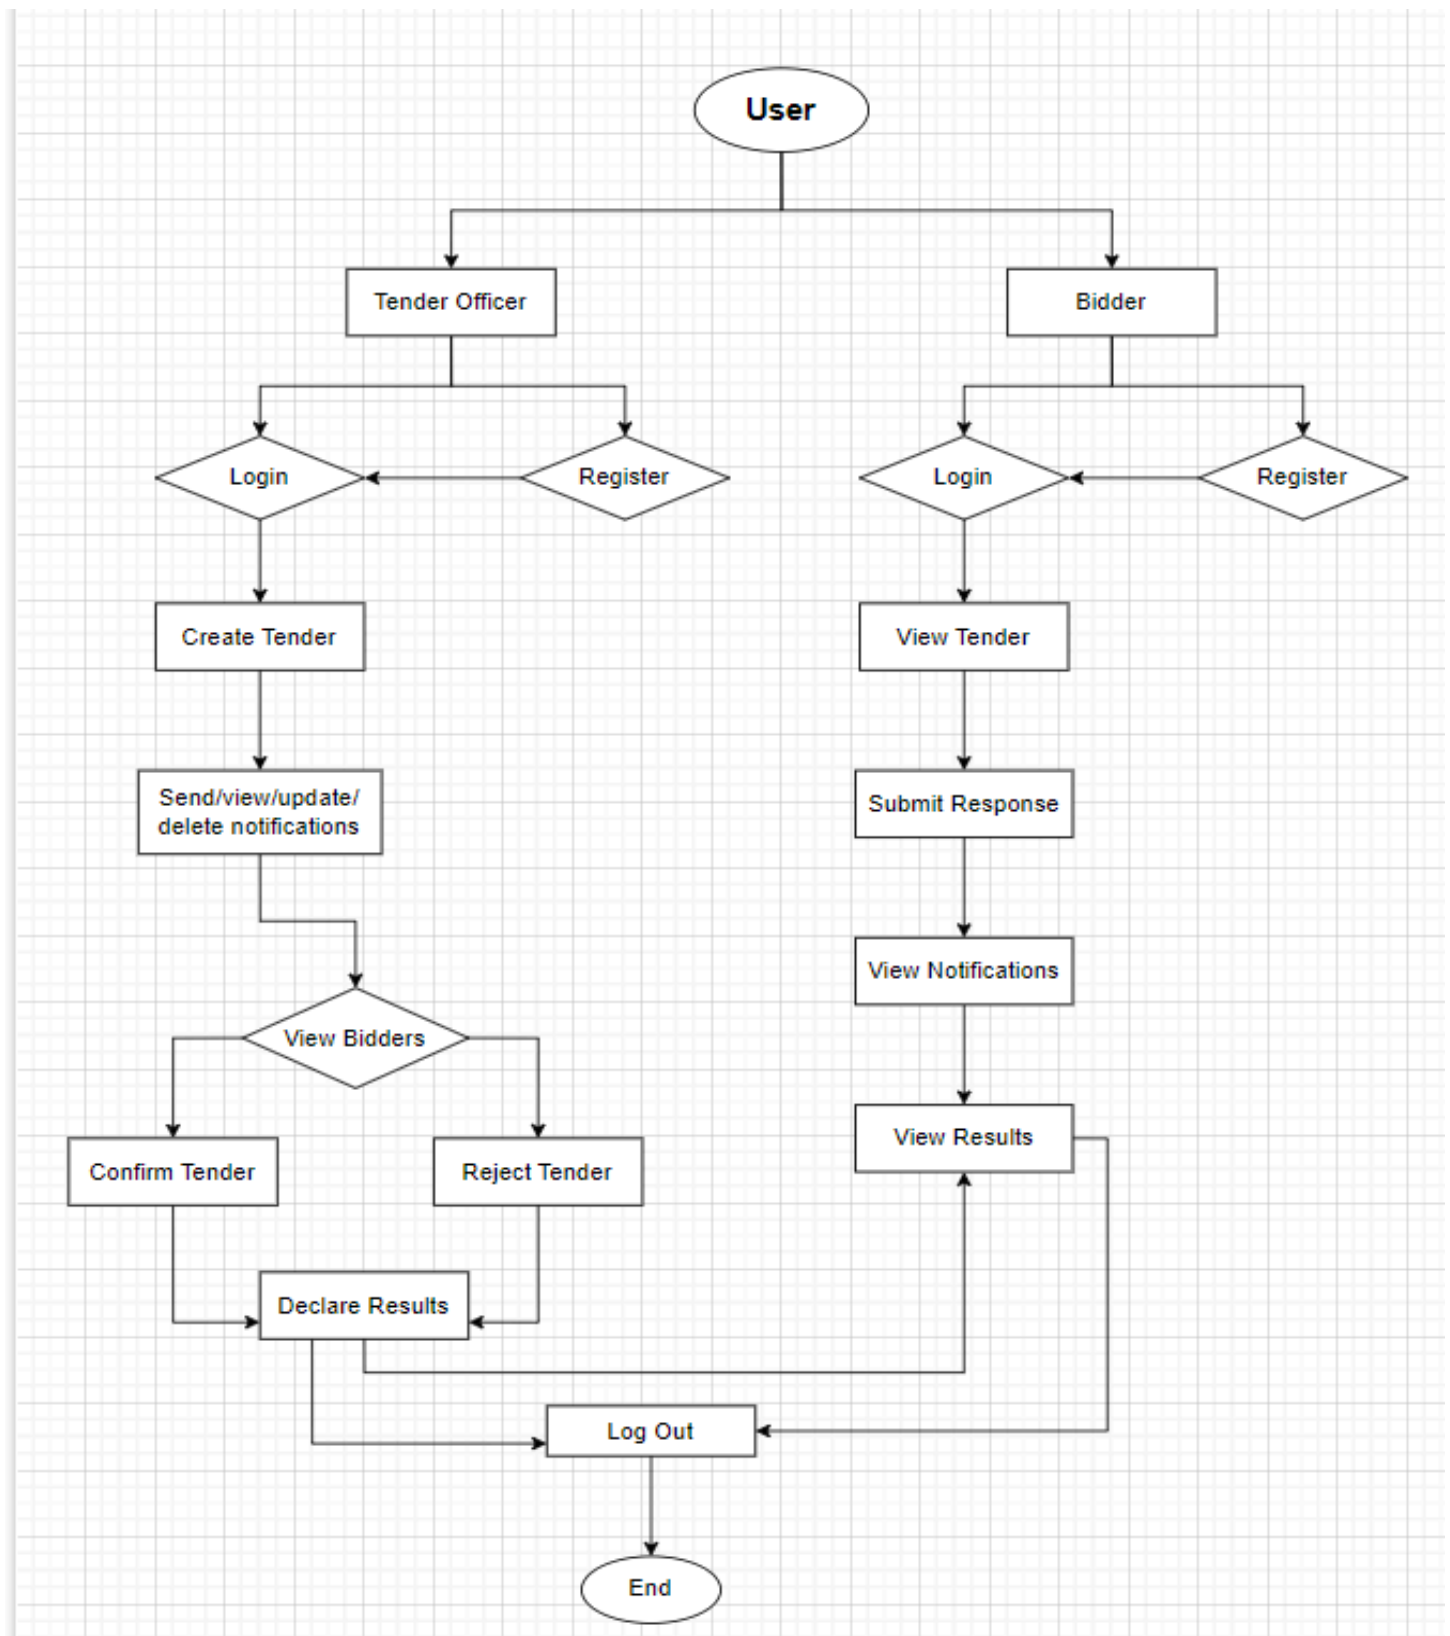 User
Tender Officer
Bidder
Login
Register
Login
Register
Create Tender
View Tender
Send/view/update/
delete notifications
Submit Response
View Notifications
View Bidders
View Results
Confirm Tender
Reject Tender
Declare Results
Log Out
End